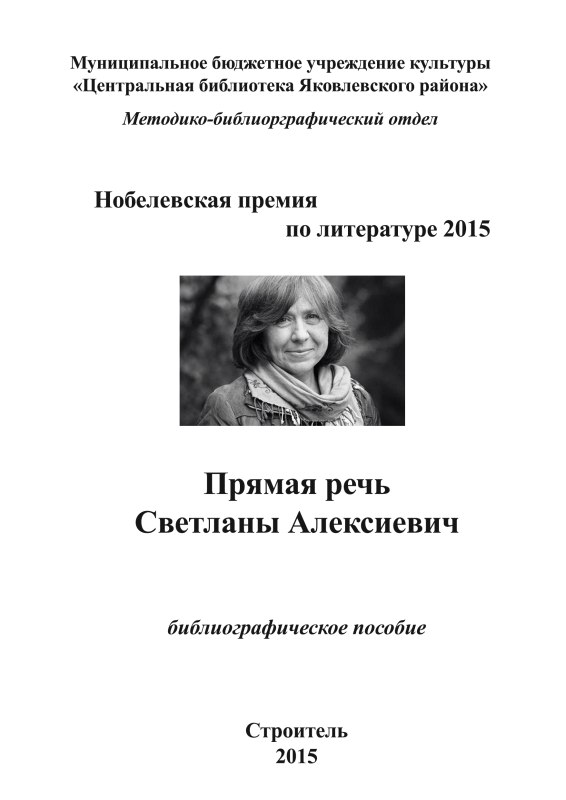 Муниципальное бюджетное учреждение культуры
«Центральная библиотека Яковлевского района»
Методико-библиорграфический отдел
Нобелевская премия
по литературе 2015
Прямая речь
Светланы Алексиевич
библиографическое пособие
Строитель
2015